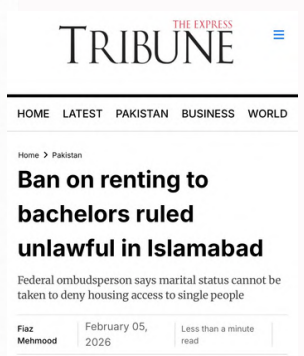 THE EXPRESS
TRIBUNE
HOME LATEST PAKISTAN BUSINESS WORLD
Home > Pakistan
Ban on renting to
bachelors ruled
unlawful in Islamabad
Federal ombudsperson says marital status cannot be
taken to deny housing access to single people
Fiaz
Mehmood
February 05,
2026
Less than a minute
read